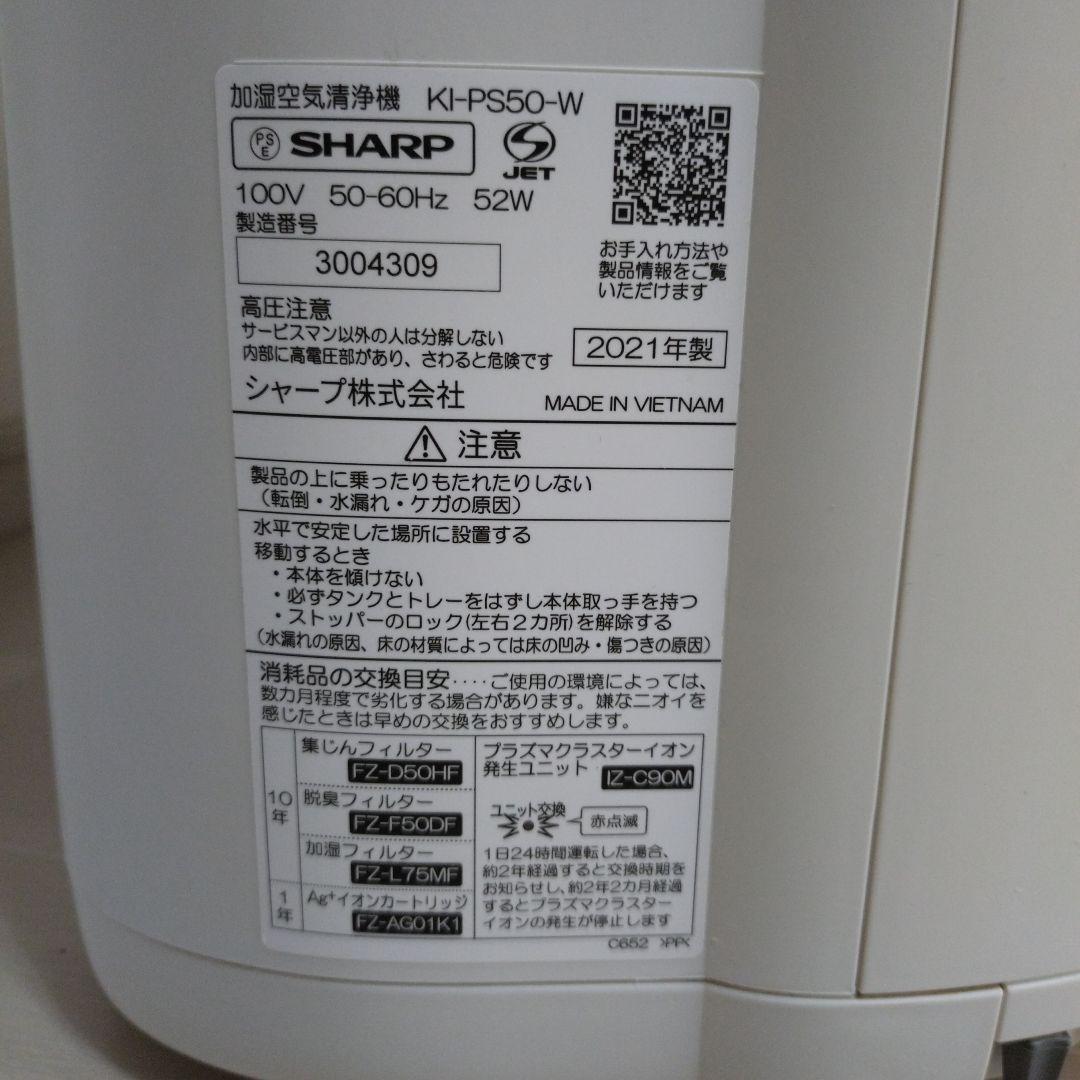 加湿空気清浄機 KI-PS50-W
PS
E
SHARP
JET
100V 50-60Hz 52W
製造番号
3004309
お手入れ方法や
製品情報をご覧
いただけます
高圧注意
サービスマン以外の人は分解しない
内部に高電圧部があり、さわると危険です
2021年製
シャープ株式会社
MADE IN VIETNAM
注意
製品の上に乗ったりもたれたりしない
（転倒・水漏れ・ケガの原因）
水平で安定した場所に設置する
移動するとき
・本体を傾けない
・必ずタンクとトレーをはずし本体取っ手を持つ
・ストッパーのロック(左右2カ所)を解除する
（水漏れの原因、床の材質によっては床の凹み・傷つきの原因）
消耗品の交換目安････ご使用の環境によっては、
数カ月程度で劣化する場合があります。嫌なニオイを
感じたときは早めの交換をおすすめします。
10年
集じんフィルター
FZ-D50HF
脱臭フィルター
FZ-F50DF
加湿フィルター
FZ-L75MF
1年
Ag+イオンカートリッジ
FZ-AG01K1
プラズマクラスターイオン
発生ユニット IZ-C90M
ユニット交換
赤点滅
1日24時間運転した場合、
約2年経過すると交換時期を
お知らせし、約2年2カ月経過
するとプラズマクラスター
イオンの発生が停止します
C652 >PP<